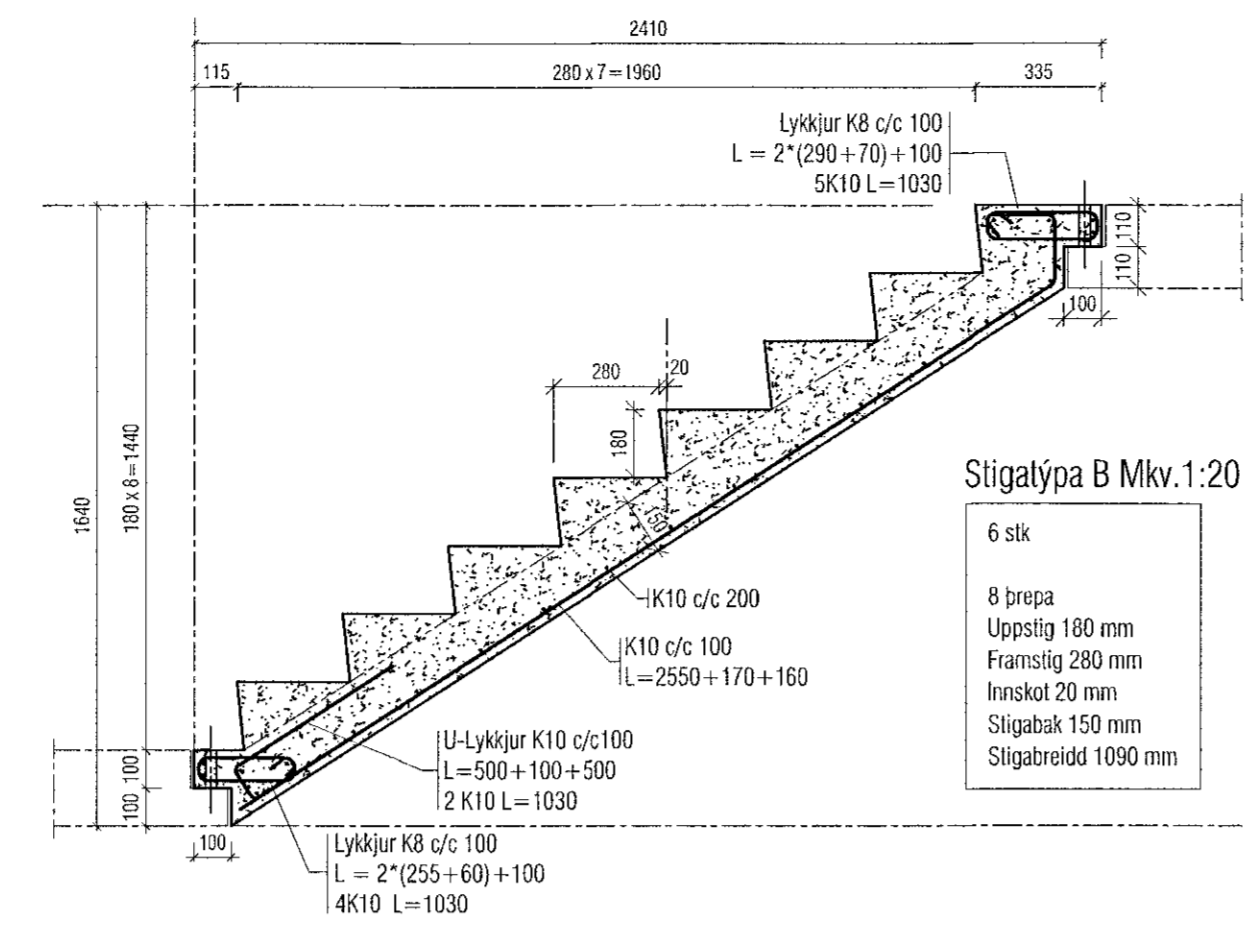 2410
115
280 x 7=1960
335
Lykkjur K8 c/c 100
L = 2*(290+70)+100
5K10 L=1030
110
110
100
280
20
180
150
1640
180 x 8=1440
Stigatýpa B Mkv.1:20
6 stk
8 þrepa
Uppstig 180 mm
Framstig 280 mm
Innskot 20 mm
Stigabak 150 mm
Stigabreidd 1090 mm
K10 c/c 200
K10 c/c 100
L=2550+170+160
U-Lykkjur K10 c/c100
L=500+100+500
2 K10 L=1030
100
100
100
Lykkjur K8 c/c 100
L = 2*(255+60)+100
4K10 L=1030